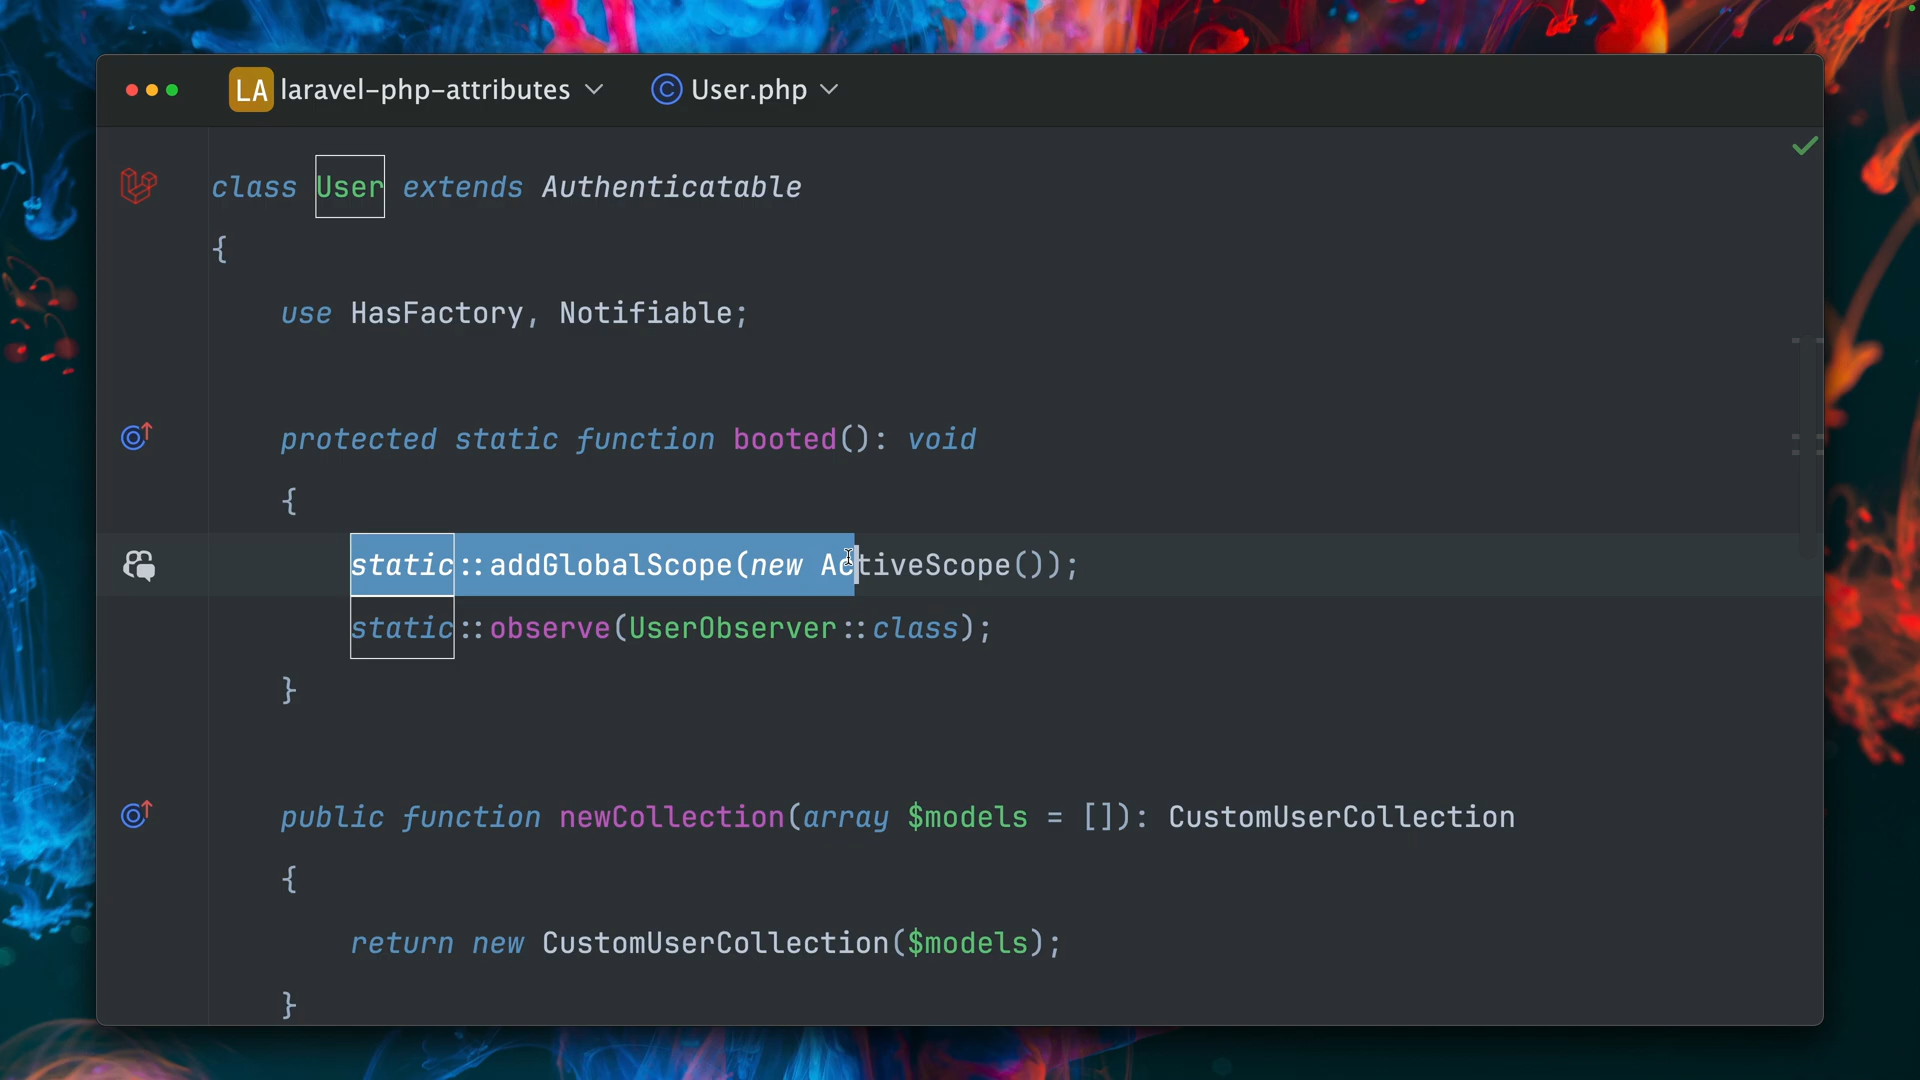 LA laravel-php-attributes User.php
class User extends Authenticatable
{
use HasFactory, Notifiable;
protected static function booted(): void
{
static::addGlobalScope(new ActiveScope());
static::observe(UserObserver::class);
}
public function newCollection(array $models = []): CustomUserCollection
{
return new CustomUserCollection($models);
}